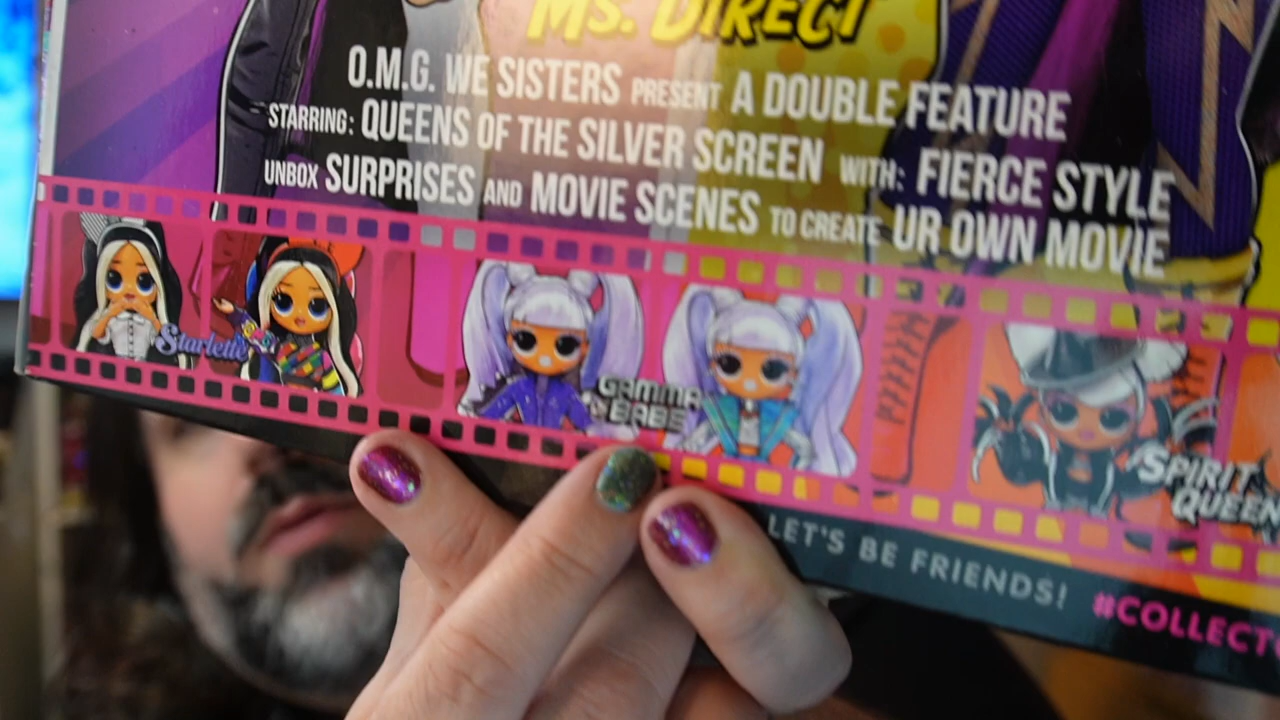 MS. DIRECT
O.M.G. WE SISTERS PRESENT A DOUBLE FEATURE
STARRING: QUEENS OF THE SILVER SCREEN WITH: FIERCE STYLE
UNBOX SURPRISES AND MOVIE SCENES TO CREATE UR OWN MOVIE
Starlette
GAMMA
BABE
SPIRIT
QUEEN
LET'S BE FRIENDS!
#COLLECT